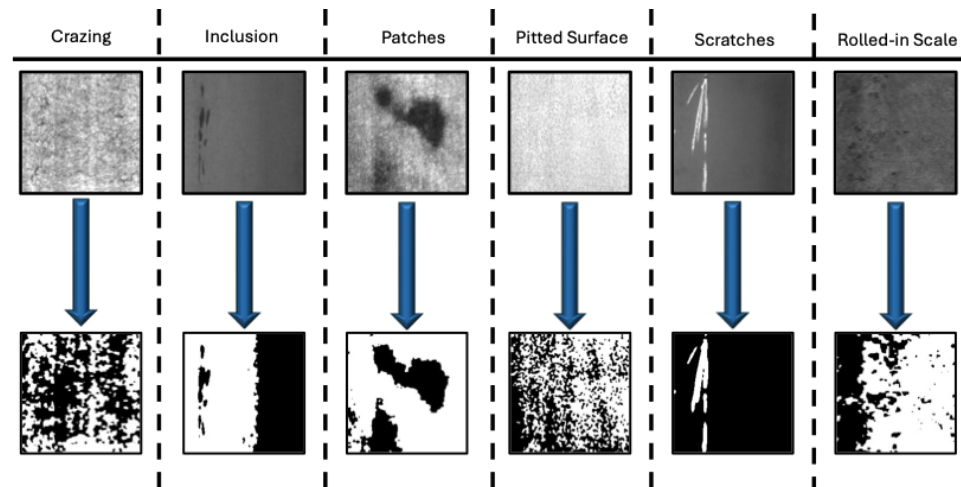 Crazing
Inclusion
Patches
Pitted Surface
Scratches
Rolled-in Scale